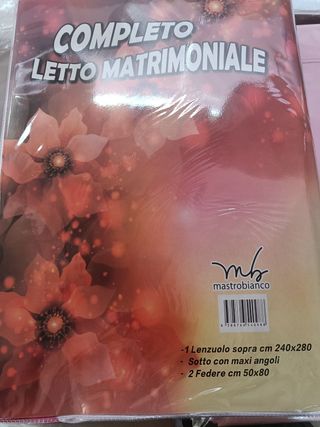 COMPLETO
LETTO MATRIMONIALE
mb
mastrobianco
-1 Lenzuolo sopra cm 240x280
- Sotto con maxi angoli
- 2 Federe cm 50x80